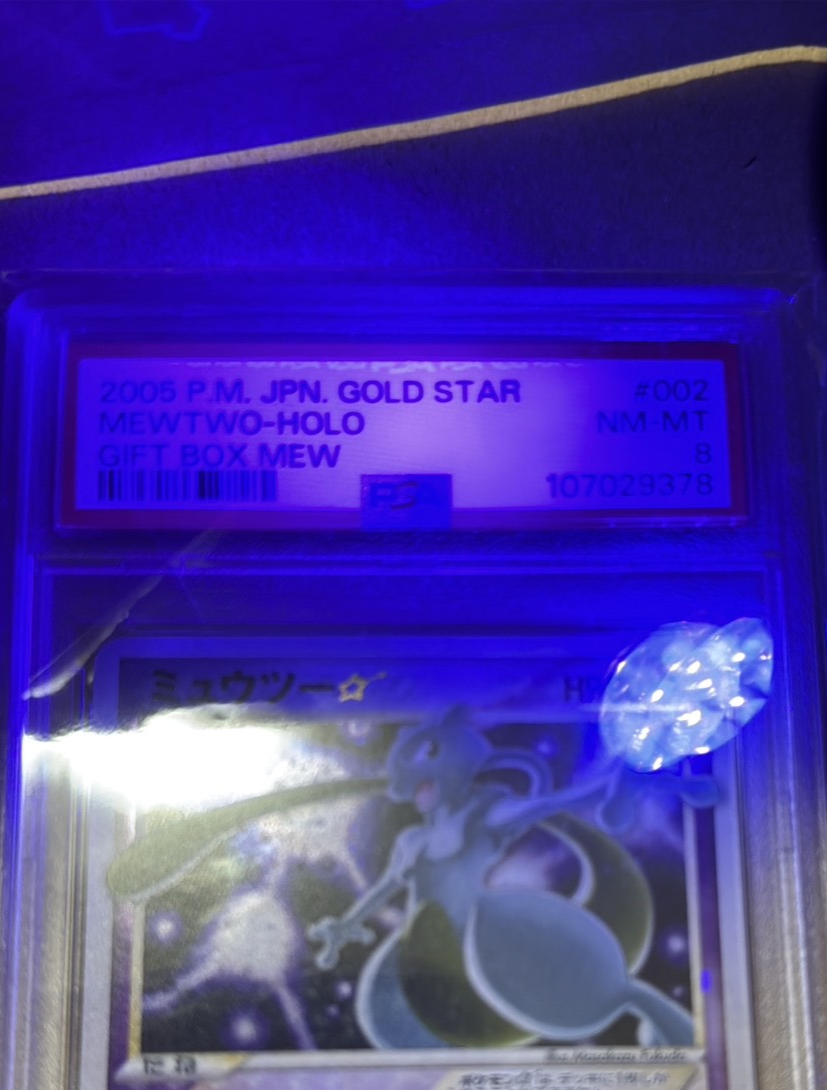 2005 P.M. JPN. GOLD STAR #002
MEWTWO-HOLO NM-MT
GIFT BOX MEW 8
PSA 107029378
ミュウツー☆ H